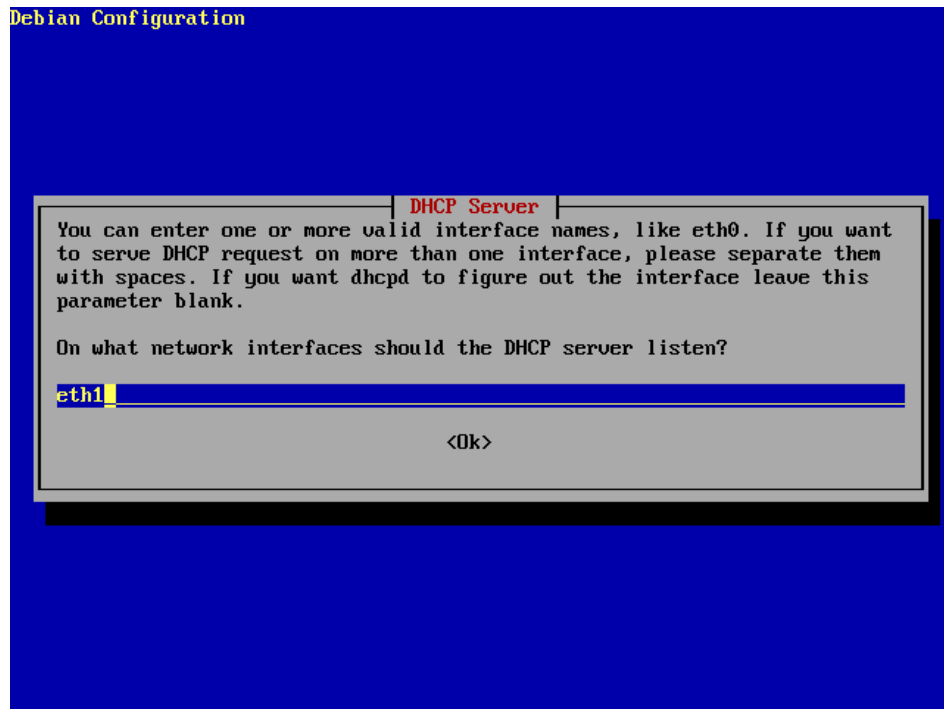 Debian Configuration
DHCP Server
You can enter one or more valid interface names, like eth0. If you want
to serve DHCP request on more than one interface, please separate them
with spaces. If you want dhcpd to figure out the interface leave this
parameter blank.
On what network interfaces should the DHCP server listen?
eth1
<Ok>